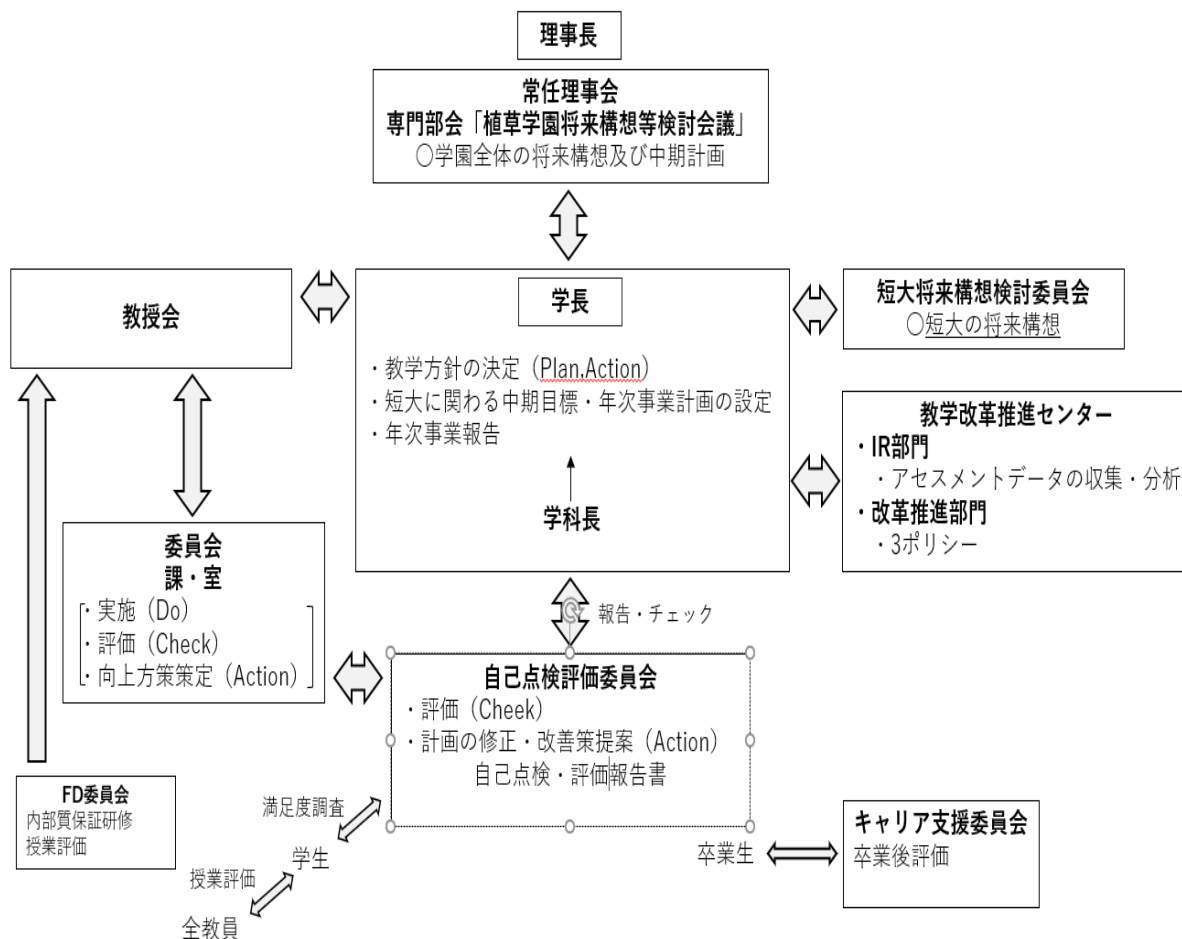 理事長
常任理事会
専門部会「植草学園将来構想等検討会議」
〇学園全体の将来構想及び中期計画
教授会
学長
・教学方針の決定（Plan,Action）
・短大に関わる中期目標・年次事業計画の設定
・年次事業報告
学科長
短大将来構想検討委員会
〇短大の将来構想
教学改革推進センター
・IR部門
・アセスメントデータの収集・分析
・改革推進部門
・3ポリシー
委員会
課・室
・実施（Do）
・評価（Check）
・向上方策策定（Action）
報告・チェック
自己点検評価委員会
・評価（Cheek）
・計画の修正・改善策提案（Action）
自己点検・評価報告書
FD委員会
内部質保証研修
授業評価
満足度調査
学生
授業評価
全教員
卒業生
キャリア支援委員会
卒業後評価